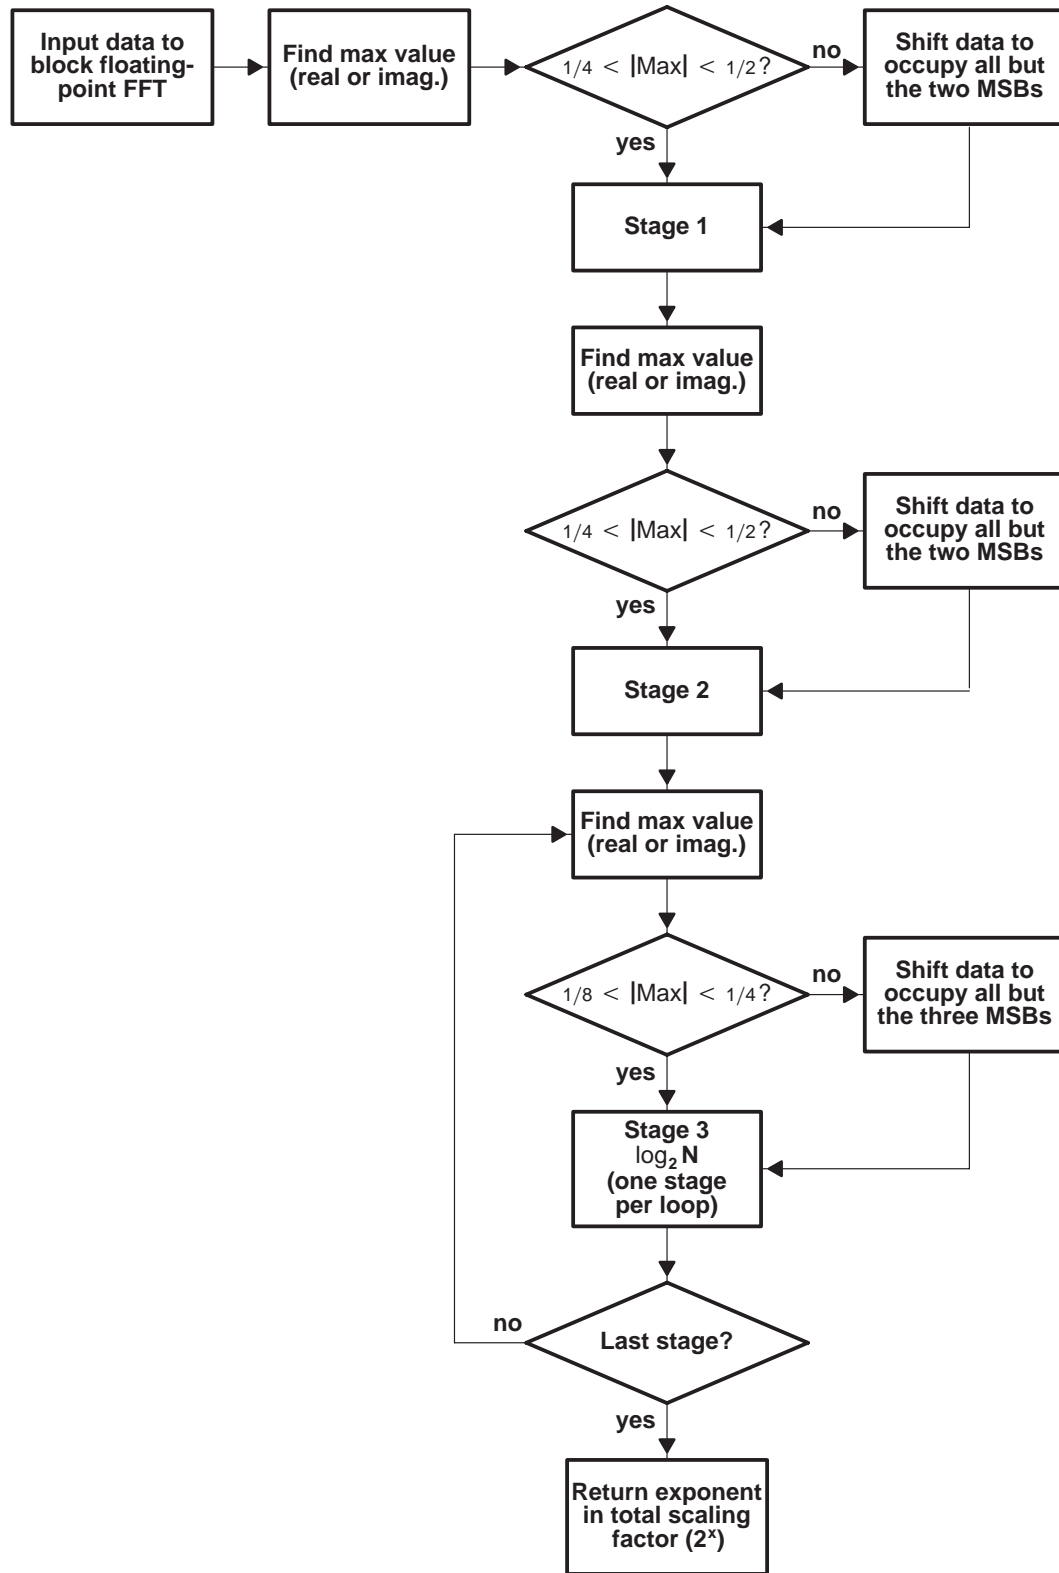 Input data to
block floating-
point FFT
Find max value
(real or imag.)
1/4 < |Max| < 1/2?
no
Shift data to
occupy all but
the two MSBs
yes
Stage 1
Find max value
(real or imag.)
1/4 < |Max| < 1/2?
no
Shift data to
occupy all but
the two MSBs
yes
Stage 2
Find max value
(real or imag.)
1/8 < |Max| < 1/4?
no
Shift data to
occupy all but
the three MSBs
yes
Stage 3
log₂ N
(one stage
per loop)
no
Last stage?
yes
Return exponent
in total scaling
factor (2ˣ)